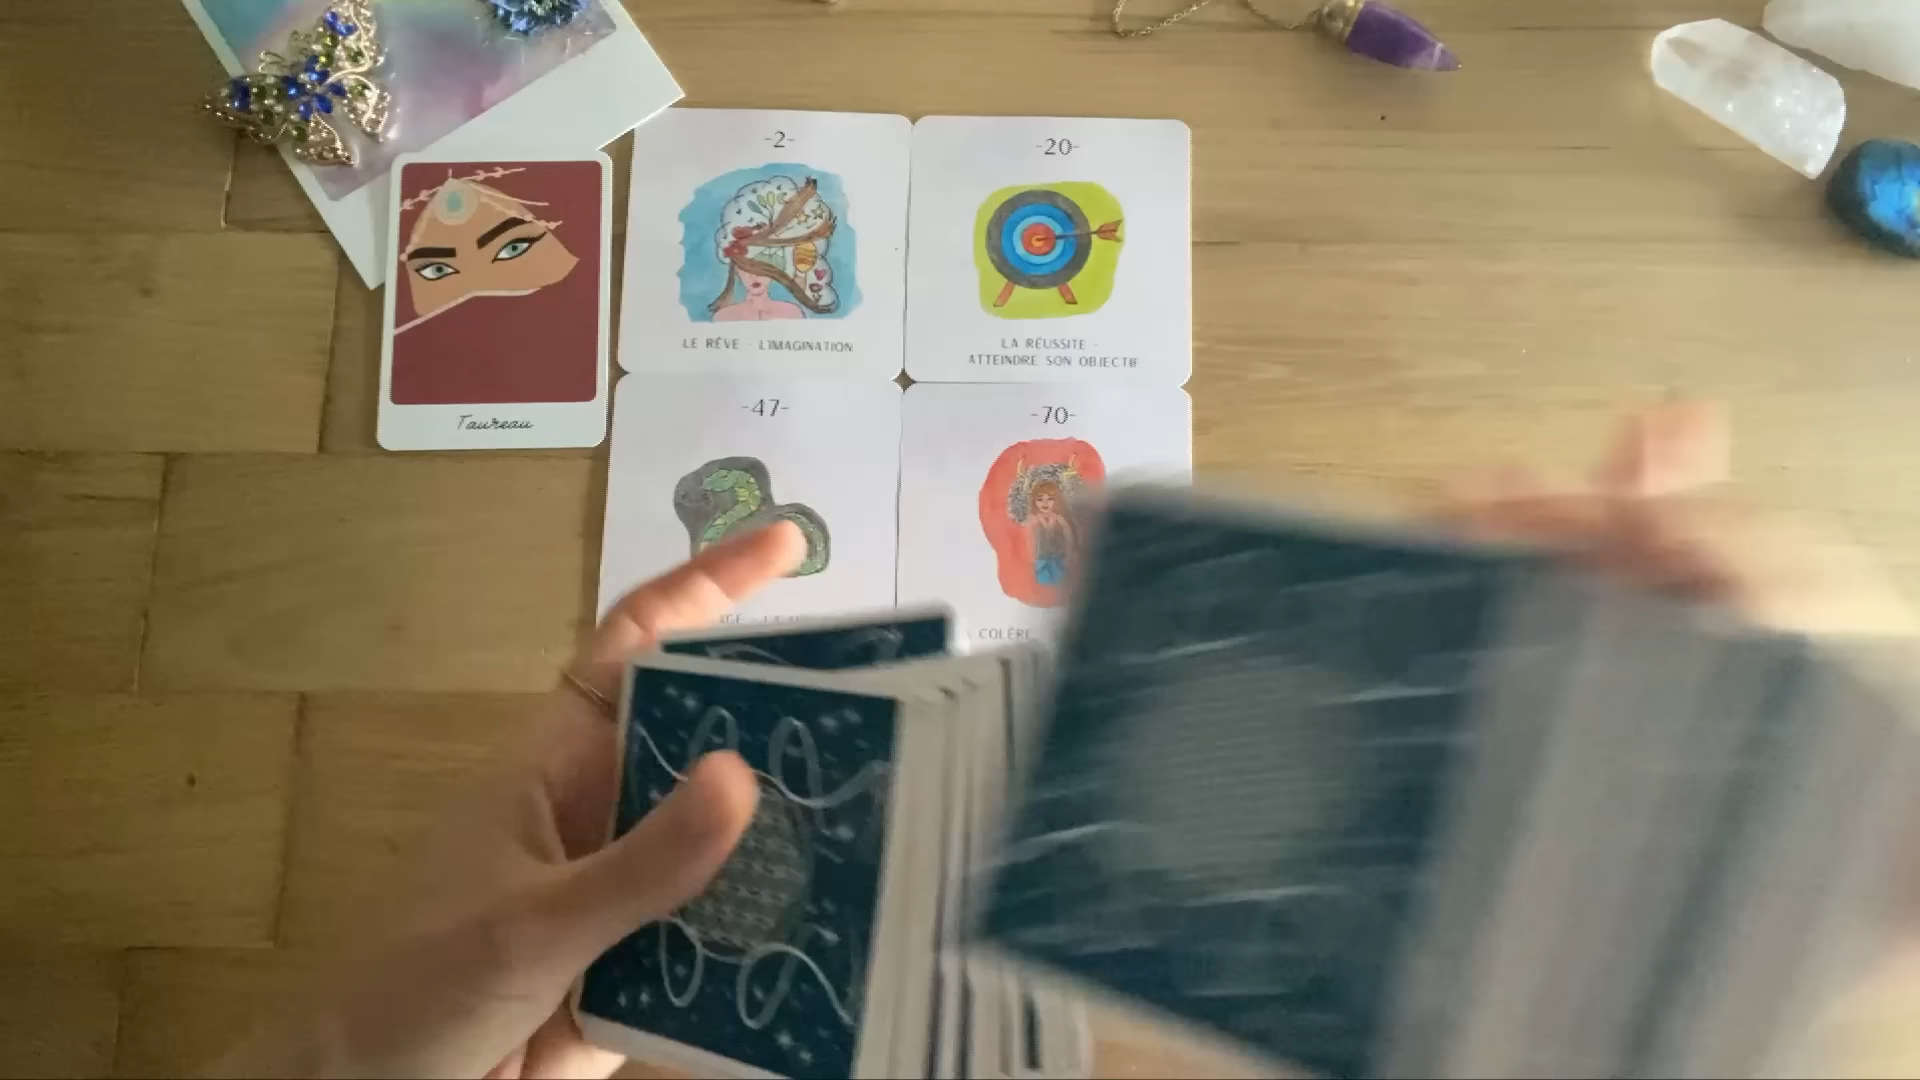 -2-
LE RÊVE - L'IMAGINATION
-20-
LA RÉUSSITE -
ATTEINDRE SON OBJECTIF
Taureau
-47-
-70-
COLÈRE